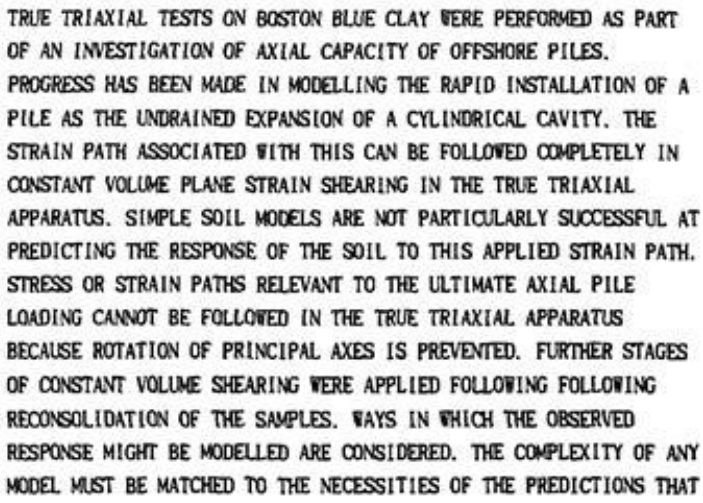 TRUE TRIAXIAL TESTS ON BOSTON BLUE CLAY WERE PERFORMED AS PART
OF AN INVESTIGATION OF AXIAL CAPACITY OF OFFSHORE PILES.
PROGRESS HAS BEEN MADE IN MODELLING THE RAPID INSTALLATION OF A
PILE AS THE UNDRAINED EXPANSION OF A CYLINDRICAL CAVITY. THE
STRAIN PATH ASSOCIATED WITH THIS CAN BE FOLLOWED COMPLETELY IN
CONSTANT VOLUME PLANE STRAIN SHEARING IN THE TRUE TRIAXIAL
APPARATUS. SIMPLE SOIL MODELS ARE NOT PARTICULARLY SUCCESSFUL AT
PREDICTING THE RESPONSE OF THE SOIL TO THIS APPLIED STRAIN PATH.
STRESS OR STRAIN PATHS RELEVANT TO THE ULTIMATE AXIAL PILE
LOADING CANNOT BE FOLLOWED IN THE TRUE TRIAXIAL APPARATUS
BECAUSE ROTATION OF PRINCIPAL AXES IS PREVENTED. FURTHER STAGES
OF CONSTANT VOLUME SHEARING WERE APPLIED FOLLOWING FOLLOWING
RECONSOLIDATION OF THE SAMPLES. WAYS IN WHICH THE OBSERVED
RESPONSE MIGHT BE MODELLED ARE CONSIDERED. THE COMPLEXITY OF ANY
MODEL MUST BE MATCHED TO THE NECESSITIES OF THE PREDICTIONS THAT